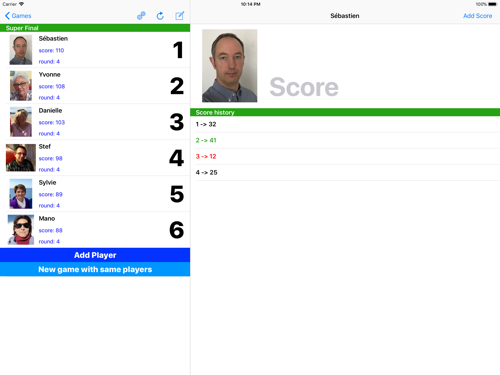 Carrier
10:14 PM
100%
Games
Sébastien
Add Score
Super Final
Sébastien
score: 110
round: 4
1
Yvonne
score: 108
round: 4
2
Danielle
score: 103
round: 4
3
Stef
score: 98
round: 4
4
Sylvie
score: 89
round: 4
5
Mano
score: 88
round: 4
6
Add Player
New game with same players
Score
Score history
1 -> 32
2 -> 41
3 -> 12
4 -> 25